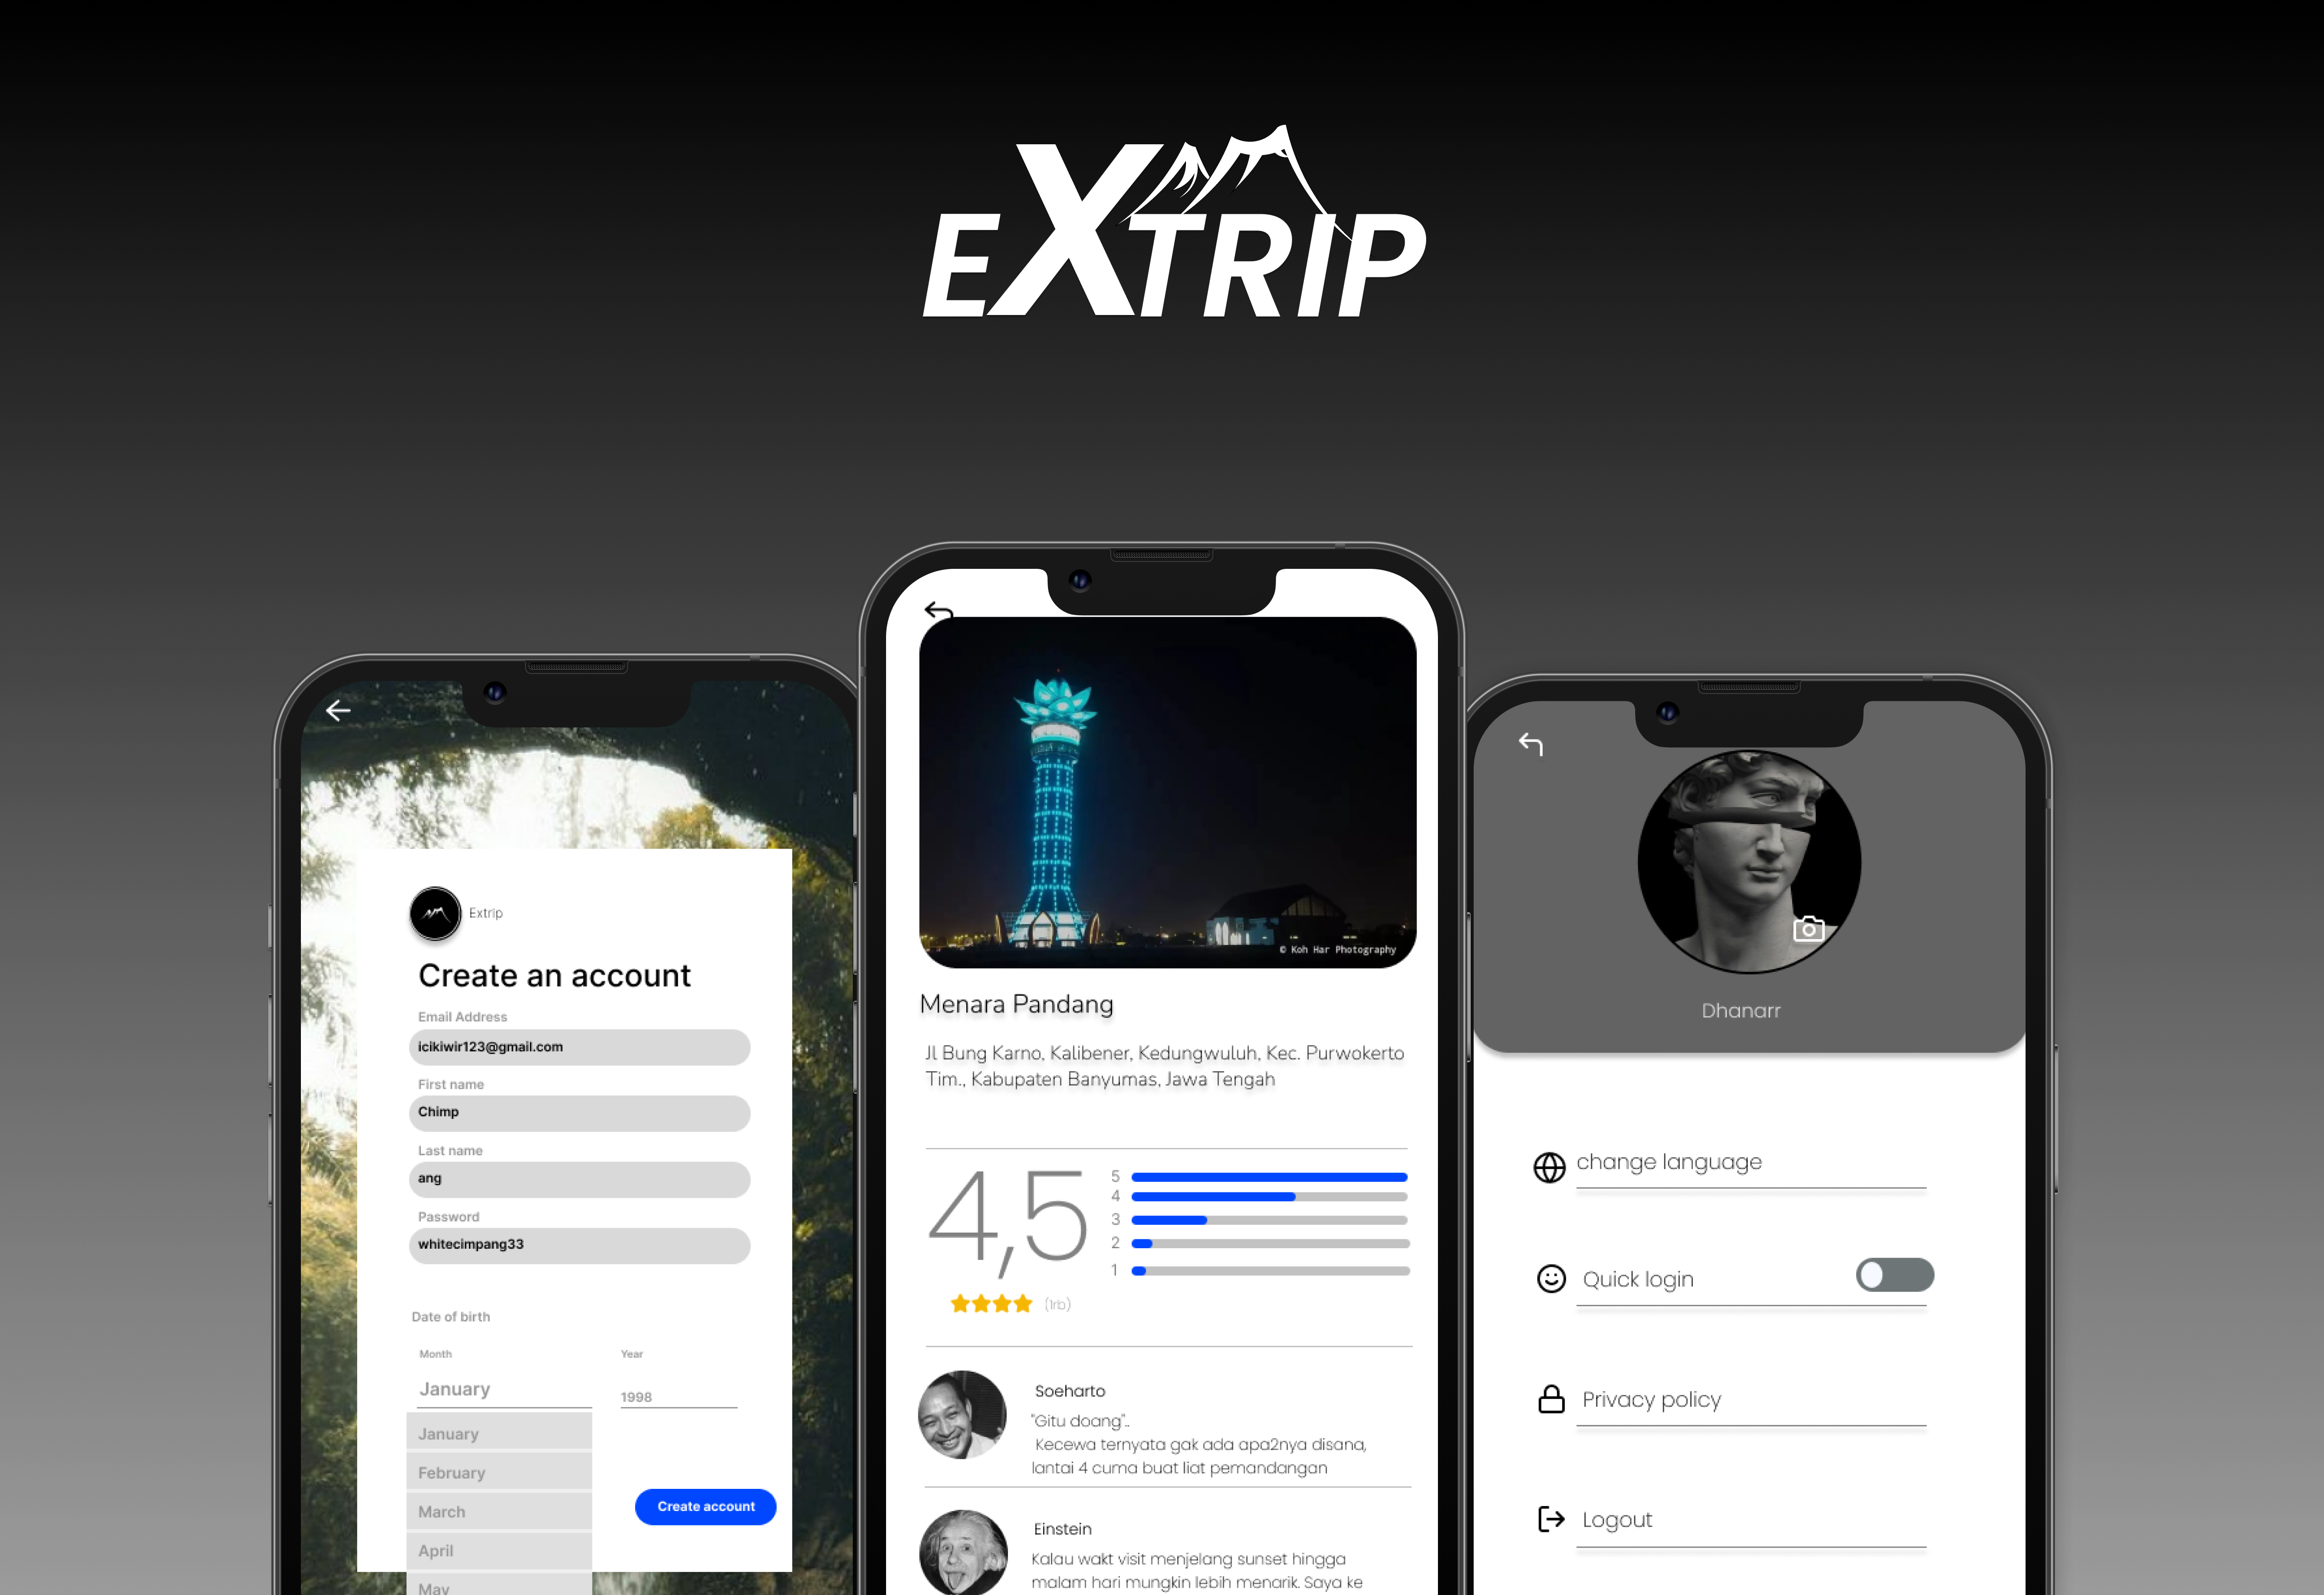 EXTRIP
Extrip
Create an account
Email Address
icikiwir123@gmail.com
First name
Chimp
Last name
ang
Password
whitecimpang33
Date of birth
Month
Year
January
1998
January
February
March
April
May
Create account
© Koh Har Photography
Menara Pandang
Jl Bung Karno, Kalibener, Kedungwuluh, Kec. Purwokerto
Tim., Kabupaten Banyumas, Jawa Tengah
4,5
5
4
3
2
1
(1rb)
Soeharto
"Gitu doang"..
Kecewa ternyata gak ada apa2nya disana,
lantai 4 cuma buat liat pemandangan
Einstein
Kalau wakt visit menjelang sunset hingga
malam hari mungkin lebih menarik. Saya ke
Dhanarr
change language
Quick login
Privacy policy
Logout